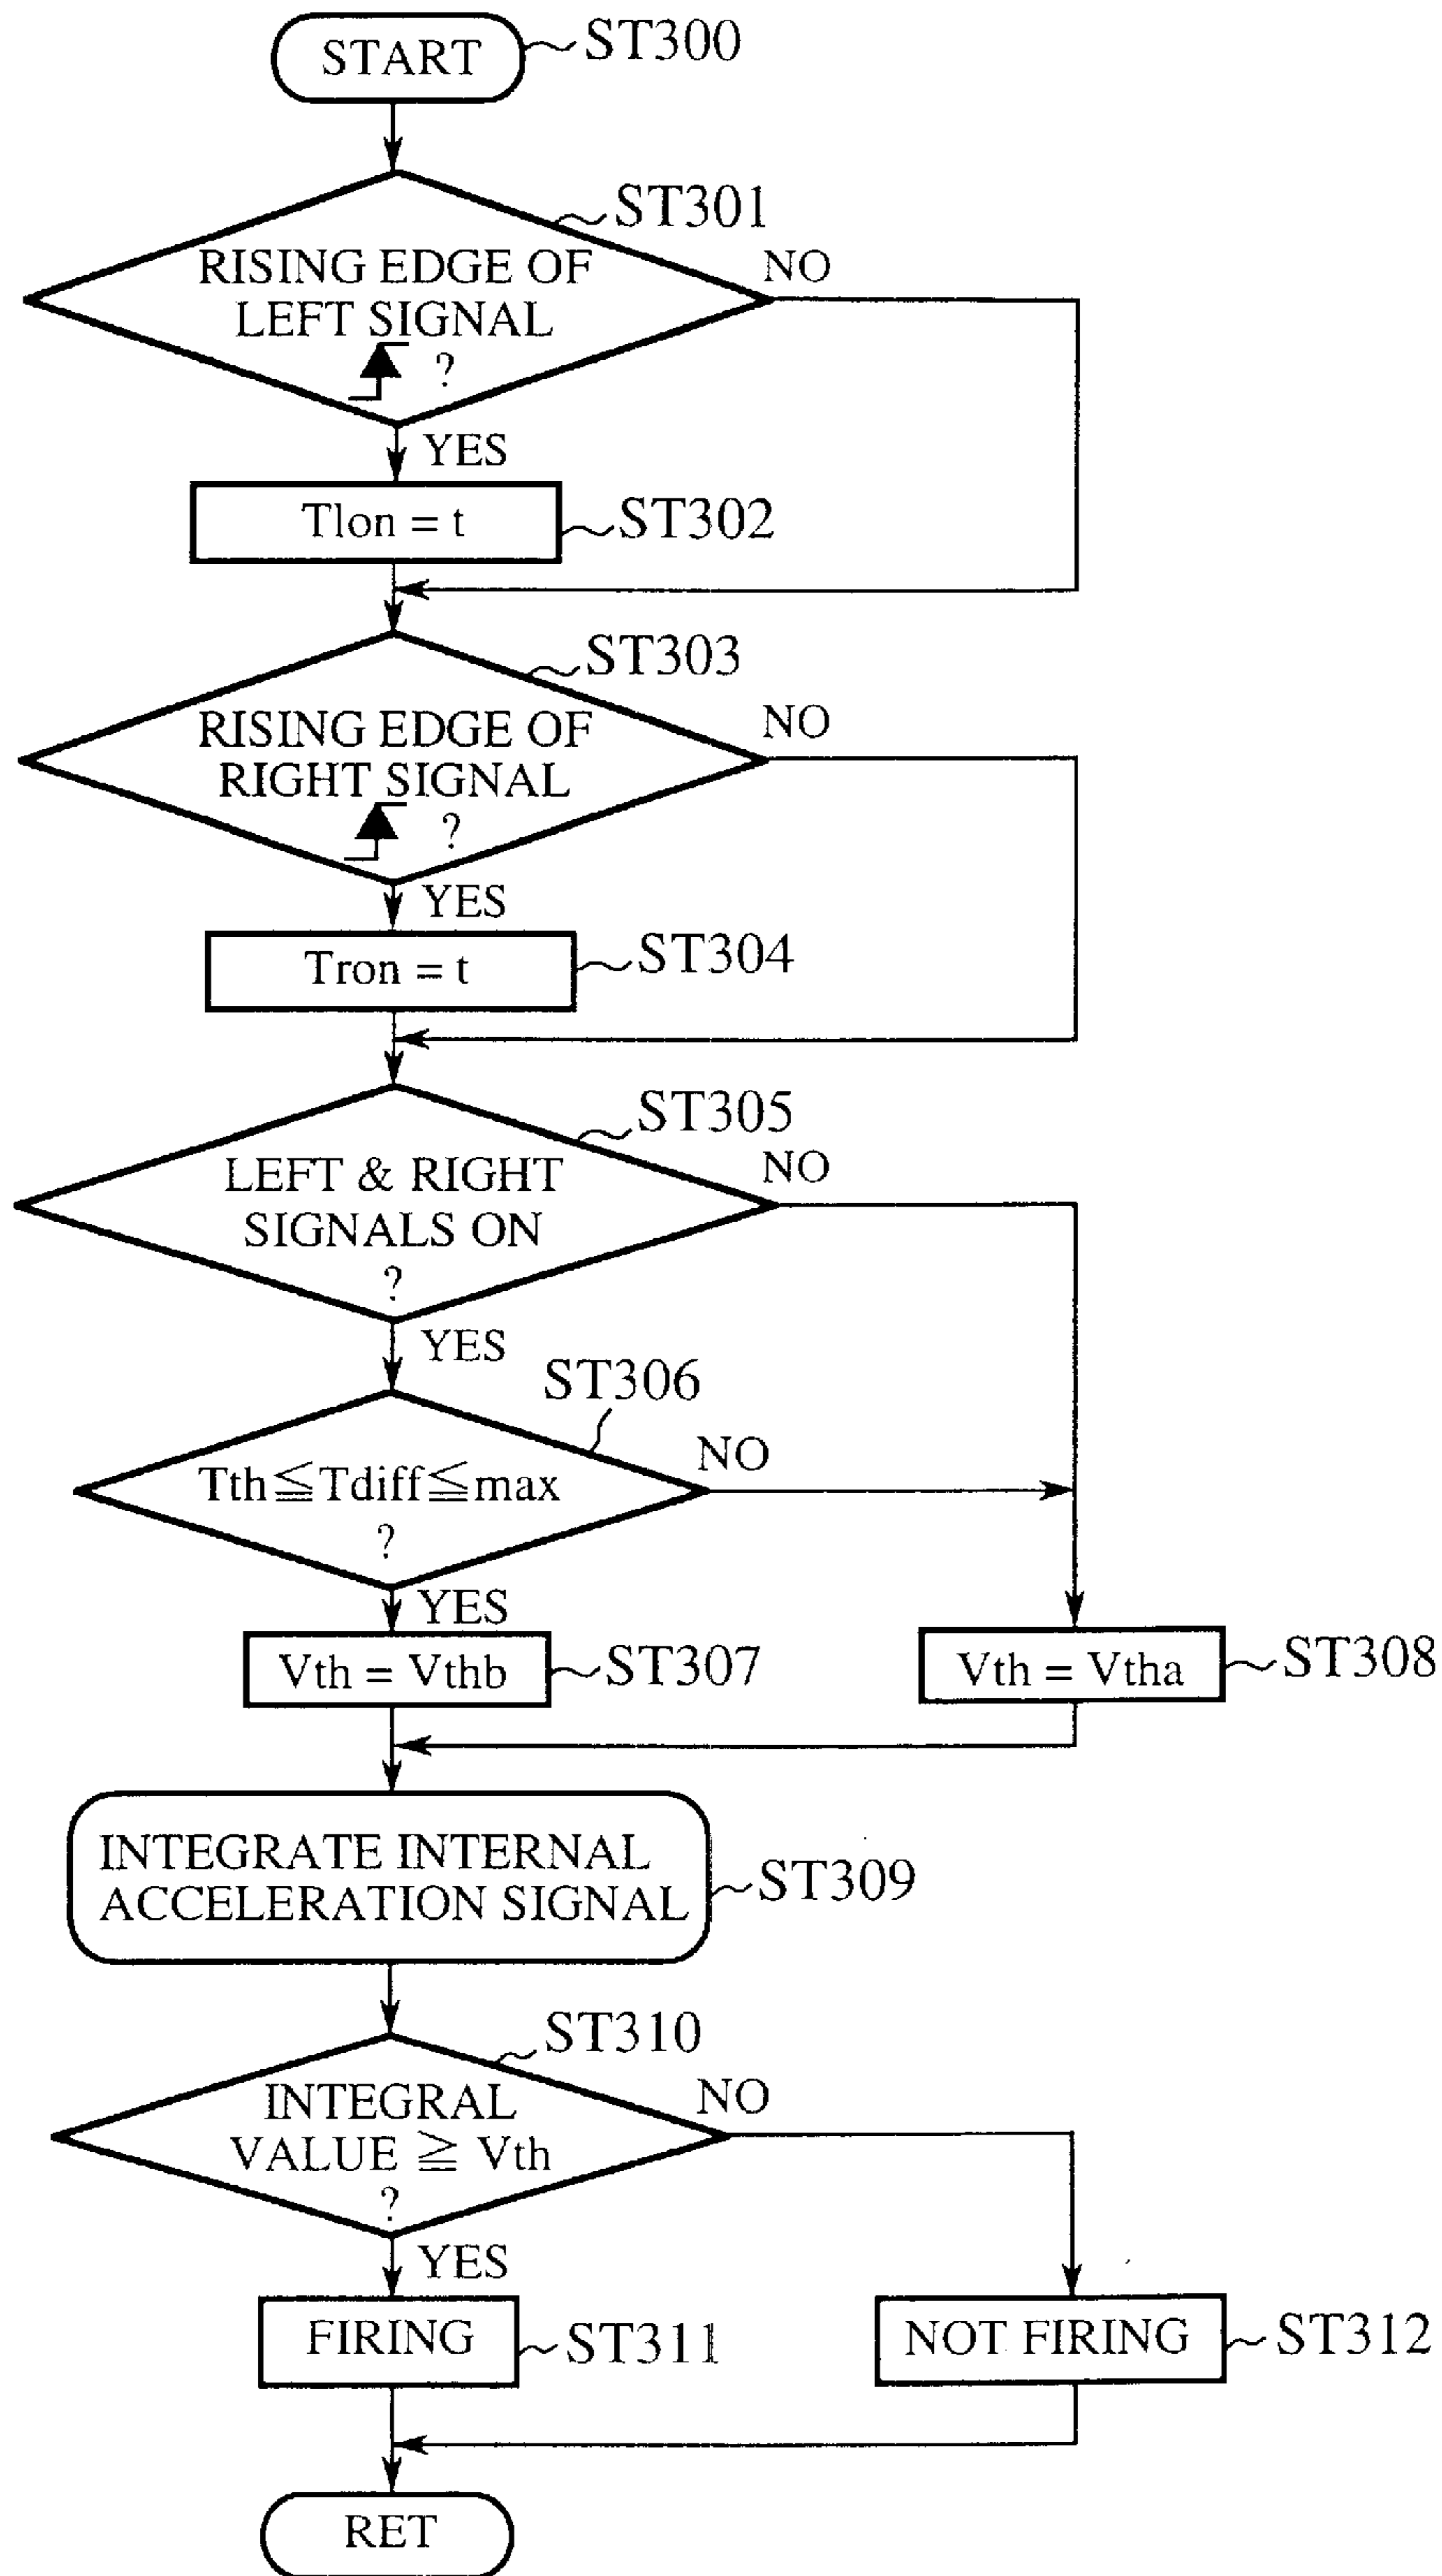 START
ST300
ST301
RISING EDGE OF
LEFT SIGNAL
?
NO
YES
Tlon = t
ST302
ST303
RISING EDGE OF
RIGHT SIGNAL
?
NO
YES
Tron = t
ST304
ST305
LEFT & RIGHT
SIGNALS ON
?
NO
YES
ST306
Tth≦Tdiff≦max
?
NO
YES
Vth = Vthb
ST307
Vth = Vtha
ST308
INTEGRATE INTERNAL
ACCELERATION SIGNAL
ST309
ST310
INTEGRAL
VALUE ≧ Vth
?
NO
YES
FIRING
ST311
NOT FIRING
ST312
RET